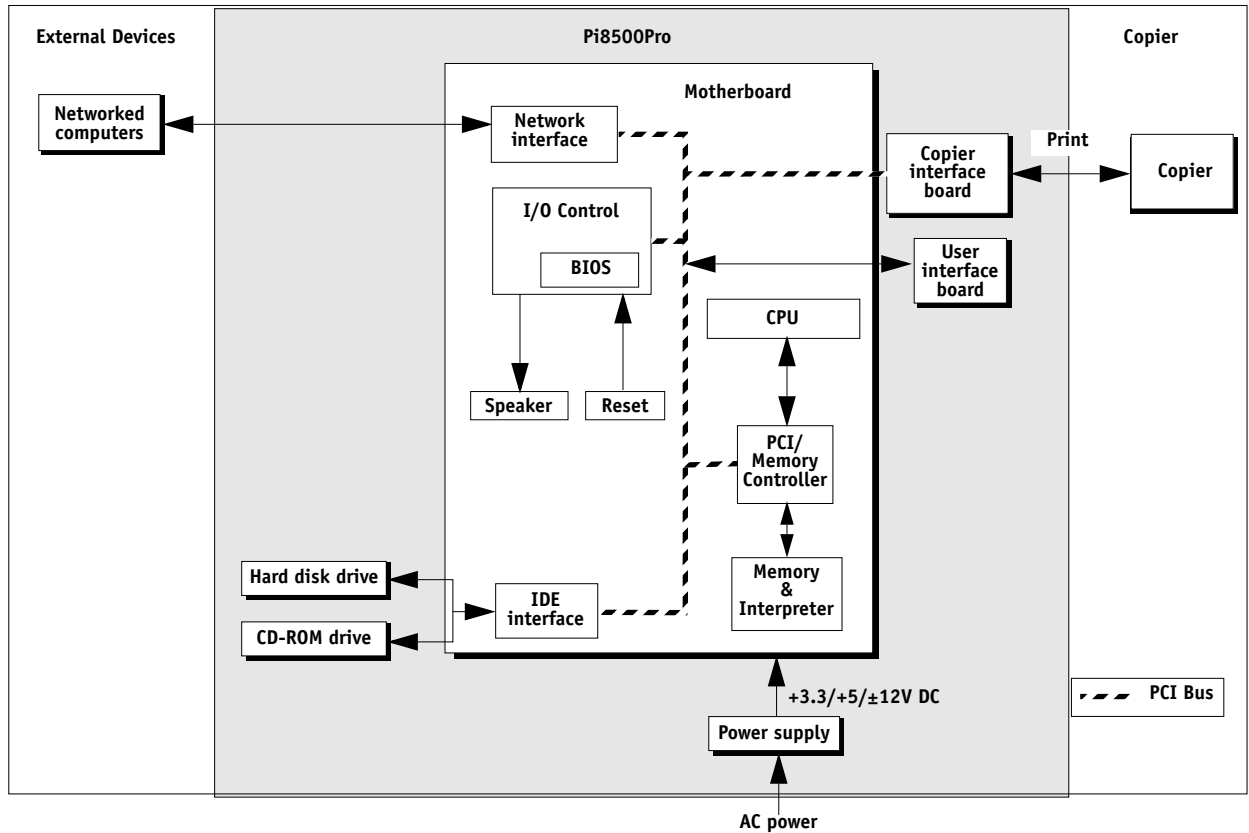 External Devices
Pi8500Pro
Copier
Motherboard
Networked
computers
Network
interface
Copier
interface
board
Print
Copier
I/O Control
BIOS
User
interface
board
CPU
Speaker
Reset
PCI/
Memory
Controller
Hard disk drive
CD-ROM drive
IDE
interface
Memory
&
Interpreter
+3.3/+5/±12V DC
PCI Bus
Power supply
AC power